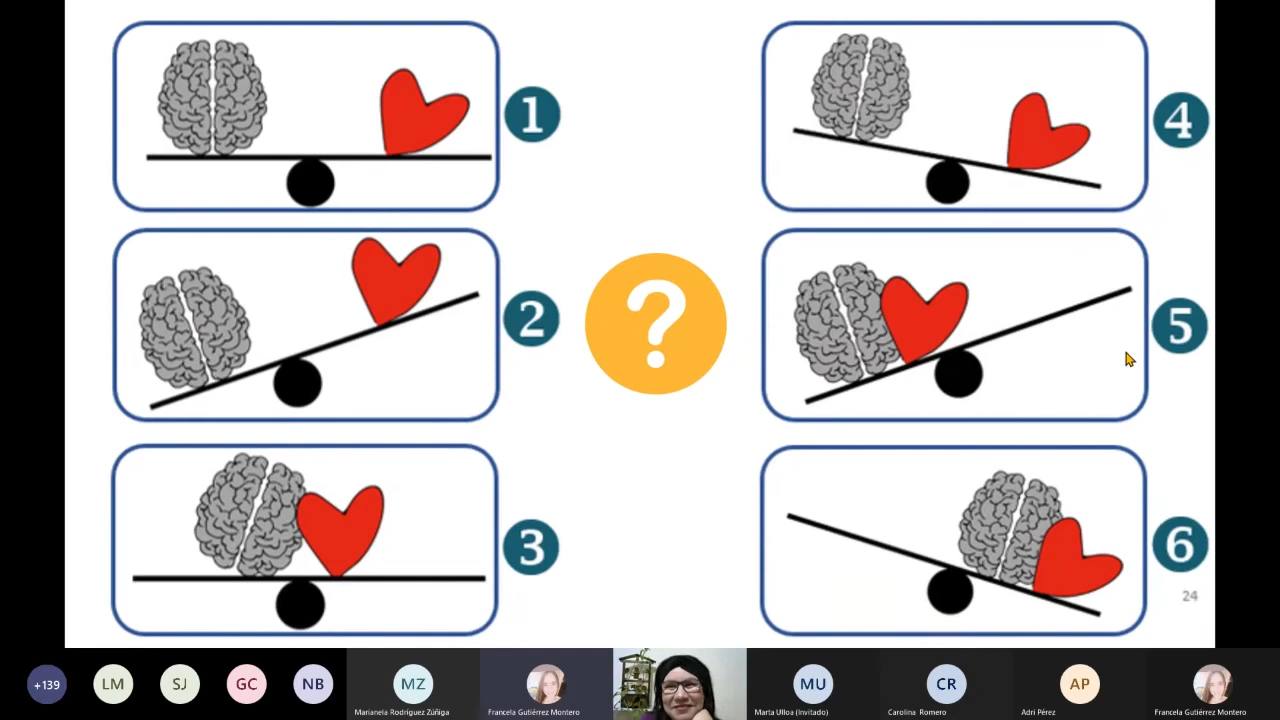 1
4
2
?
5
3
6
24
+139
LM
SJ
GC
NB
MZ
MU
CR
AP
Marianela Rodríguez Zúñiga
Francela Gutiérrez Montero
Marta Ulloa (Invitado)
Carolina Romero
Adri Pérez
Francela Gutiérrez Montero